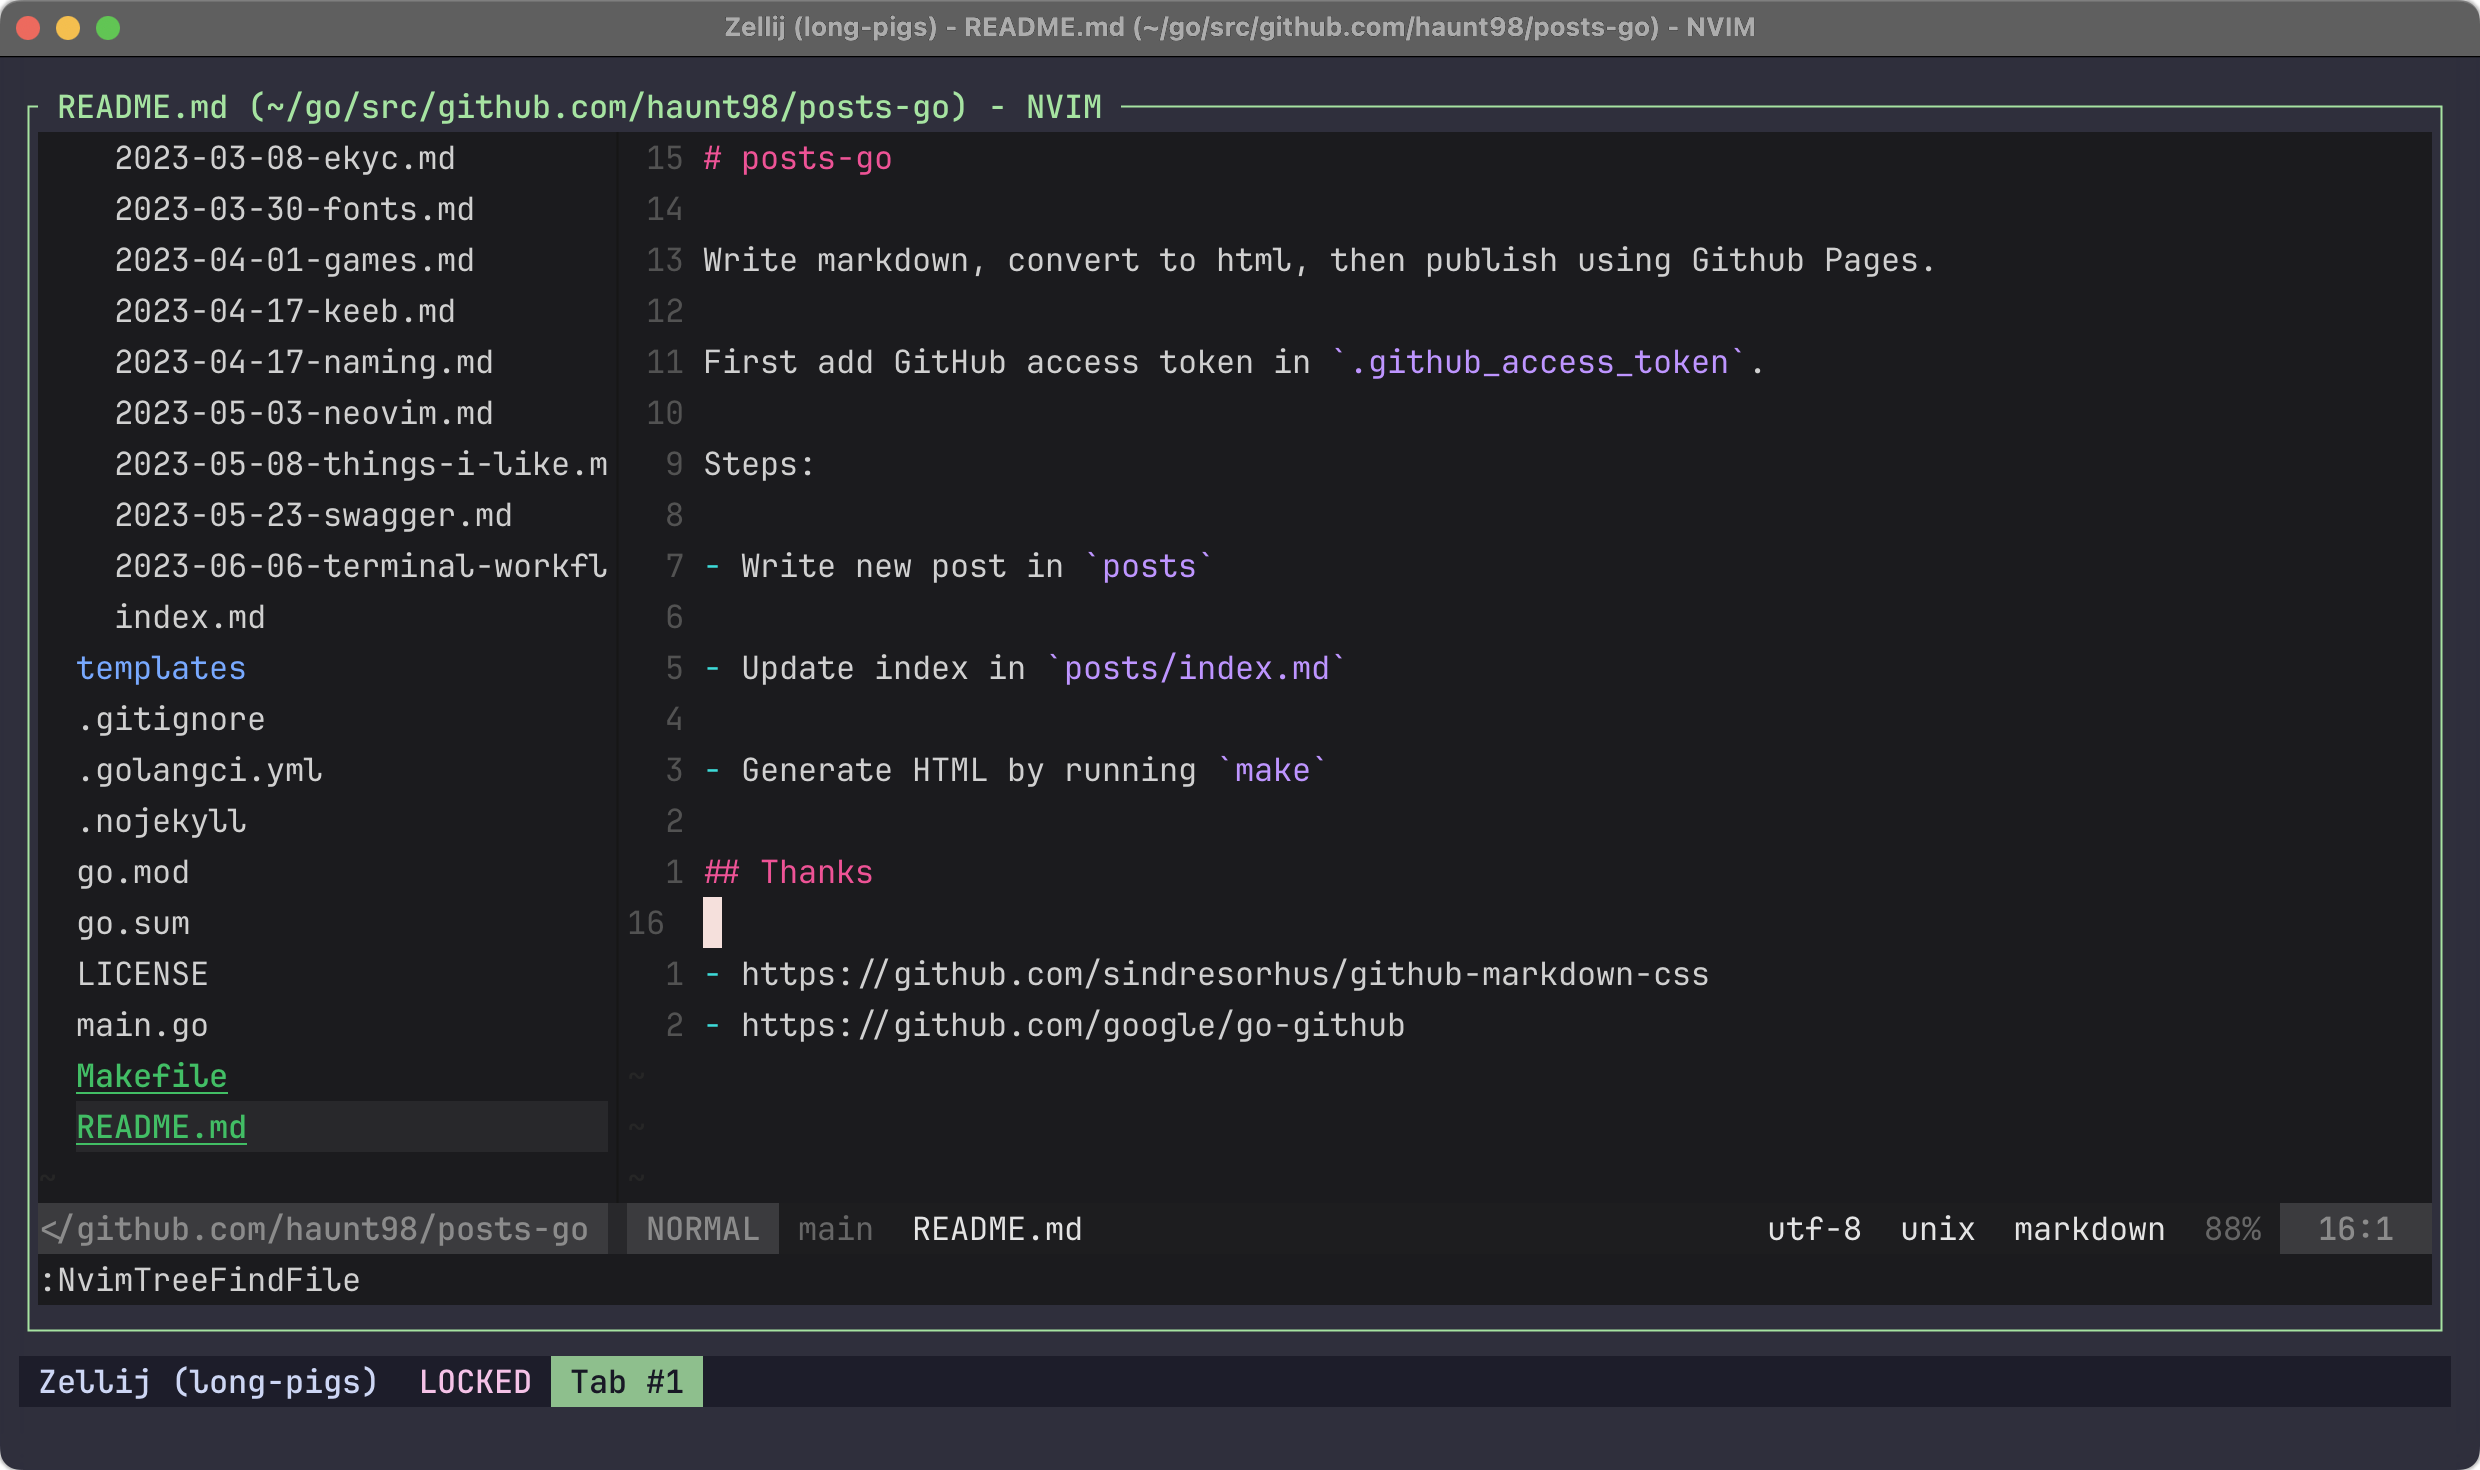 Zellij (long-pigs) - README.md (~/go/src/github.com/haunt98/posts-go) - NVIM
README.md (~/go/src/github.com/haunt98/posts-go) - NVIM
2023-03-08-ekyc.md
2023-03-30-fonts.md
2023-04-01-games.md
2023-04-17-keeb.md
2023-04-17-naming.md
2023-05-03-neovim.md
2023-05-08-things-i-like.m
2023-05-23-swagger.md
2023-06-06-terminal-workfl
index.md
templates
.gitignore
.golangci.yml
.nojekyll
go.mod
go.sum
LICENSE
main.go
Makefile
README.md
~
15 # posts-go
14
13 Write markdown, convert to html, then publish using Github Pages.
12
11 First add GitHub access token in `.github_access_token`.
10
9 Steps:
8
7 - Write new post in `posts`
6
5 - Update index in `posts/index.md`
4
3 - Generate HTML by running `make`
2
1 ## Thanks
16
1 - https://github.com/sindresorhus/github-markdown-css
2 - https://github.com/google/go-github
~
~
~
</github.com/haunt98/posts-go NORMAL main README.md utf-8 unix markdown 88% 16:1
:NvimTreeFindFile
Zellij (long-pigs) LOCKED Tab #1